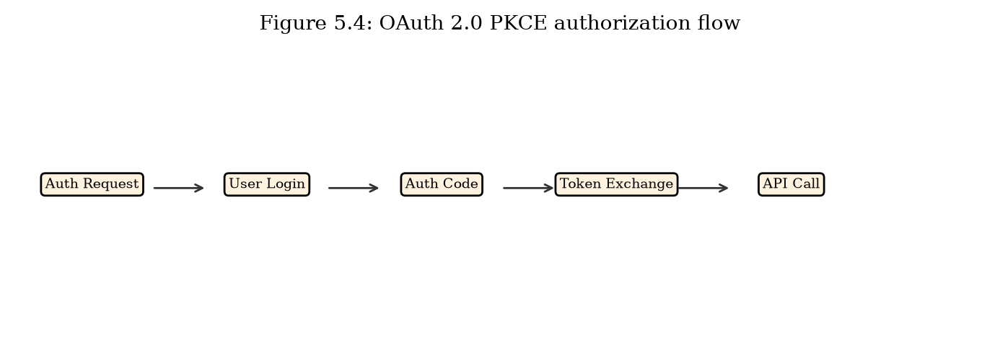 Figure 5.4: OAuth 2.0 PKCE authorization flow
Auth Request
User Login
Auth Code
Token Exchange
API Call